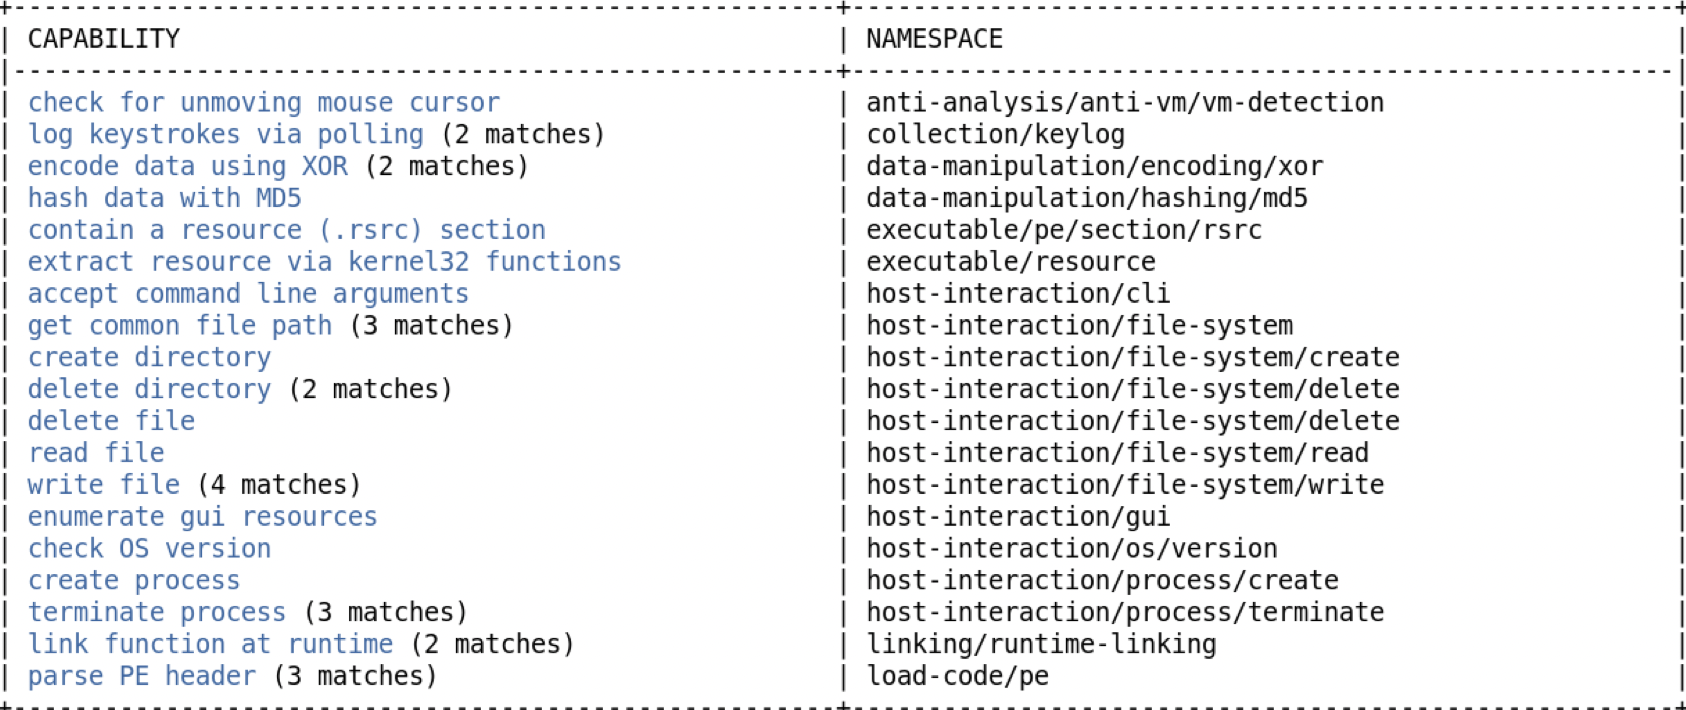 CAPABILITY | NAMESPACE
check for unmoving mouse cursor | anti-analysis/anti-vm/vm-detection
log keystrokes via polling (2 matches) | collection/keylog
encode data using XOR (2 matches) | data-manipulation/encoding/xor
hash data with MD5 | data-manipulation/hashing/md5
contain a resource (.rsrc) section | executable/pe/section/rsrc
extract resource via kernel32 functions | executable/resource
accept command line arguments | host-interaction/cli
get common file path (3 matches) | host-interaction/file-system
create directory | host-interaction/file-system/create
delete directory (2 matches) | host-interaction/file-system/delete
delete file | host-interaction/file-system/delete
read file | host-interaction/file-system/read
write file (4 matches) | host-interaction/file-system/write
enumerate gui resources | host-interaction/gui
check OS version | host-interaction/os/version
create process | host-interaction/process/create
terminate process (3 matches) | host-interaction/process/terminate
link function at runtime (2 matches) | linking/runtime-linking
parse PE header (3 matches) | load-code/pe